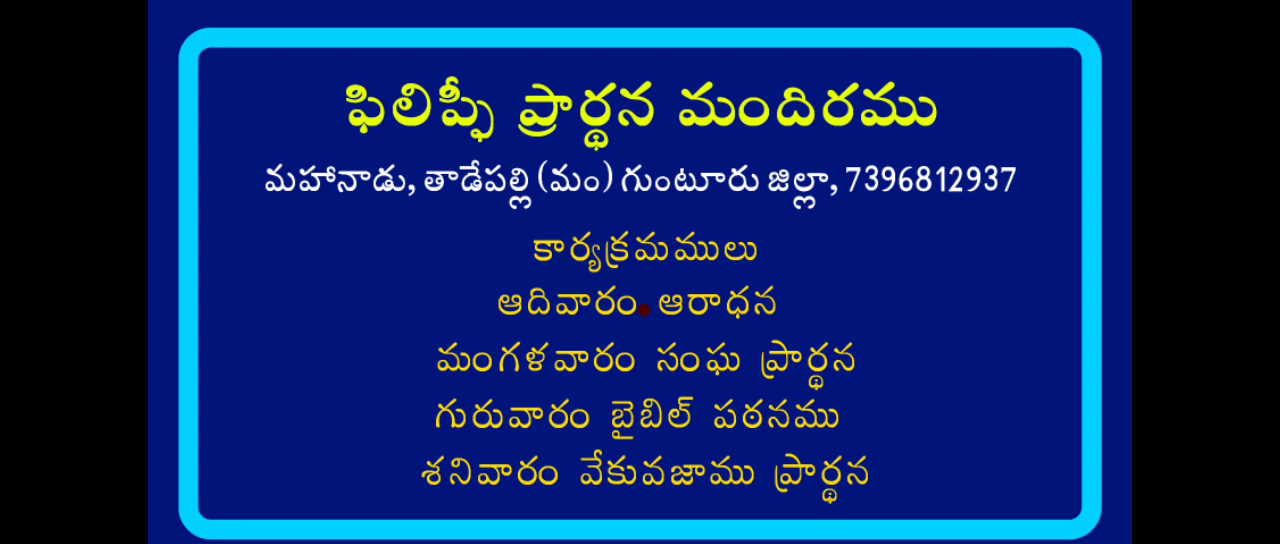 ఫిలిప్పీ ప్రార్థన మందిరము
మహానాడు, తాడేపల్లి (మం) గుంటూరు జిల్లా, 7396812937
కార్యక్రమములు
ఆదివారం ఆరాధన
మంగళవారం సంఘ ప్రార్థన
గురువారం బైబిల్ పఠనము
శనివారం వేకువజాము ప్రార్థన